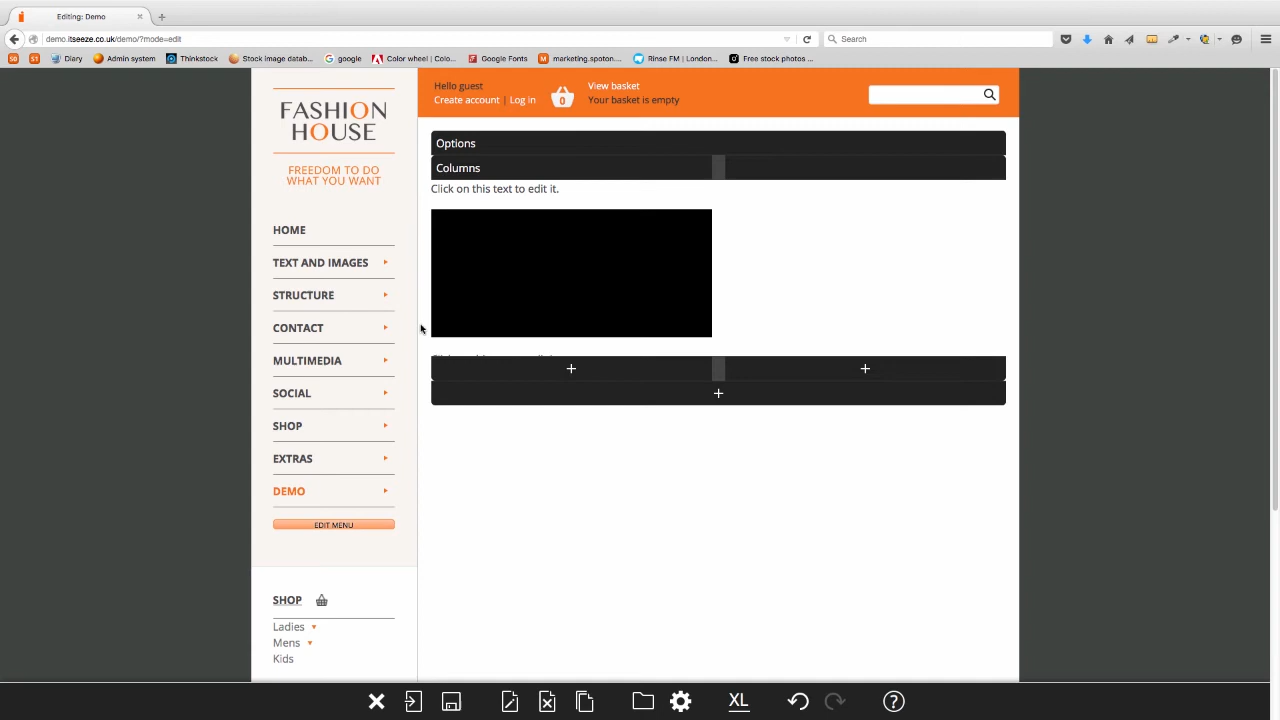 Editing: Demo
demo.itseeze.co.uk/demo/?mode=edit
Search
Diary
Admin system
Thinkstock
Stock image datab...
google
Color wheel | Colo...
Google Fonts
marketing.spoton....
Rinse FM | London...
Free stock photos ...
FASHION
HOUSE
FREEDOM TO DO
WHAT YOU WANT
Hello guest
Create account | Log in
0
View basket
Your basket is empty
HOME
TEXT AND IMAGES
STRUCTURE
CONTACT
MULTIMEDIA
SOCIAL
SHOP
EXTRAS
DEMO
EDIT MENU
SHOP
Ladies
Mens
Kids
Options
Columns
Click on this text to edit it.
+ +
+
XL
?